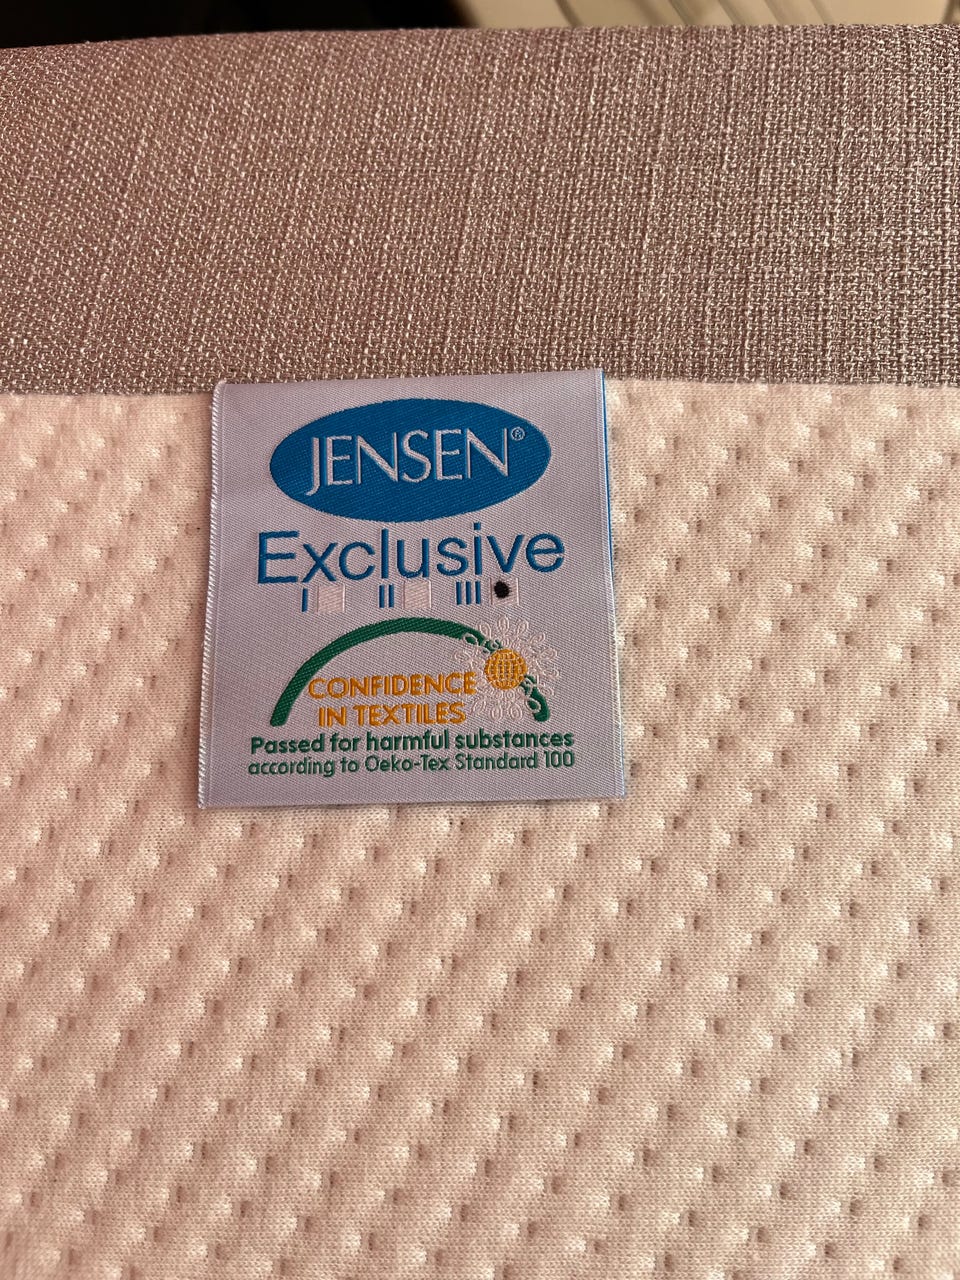 JENSEN®
Exclusive
I II III
CONFIDENCE
IN TEXTILES
Passed for harmful substances
according to Oeko-Tex Standard 100